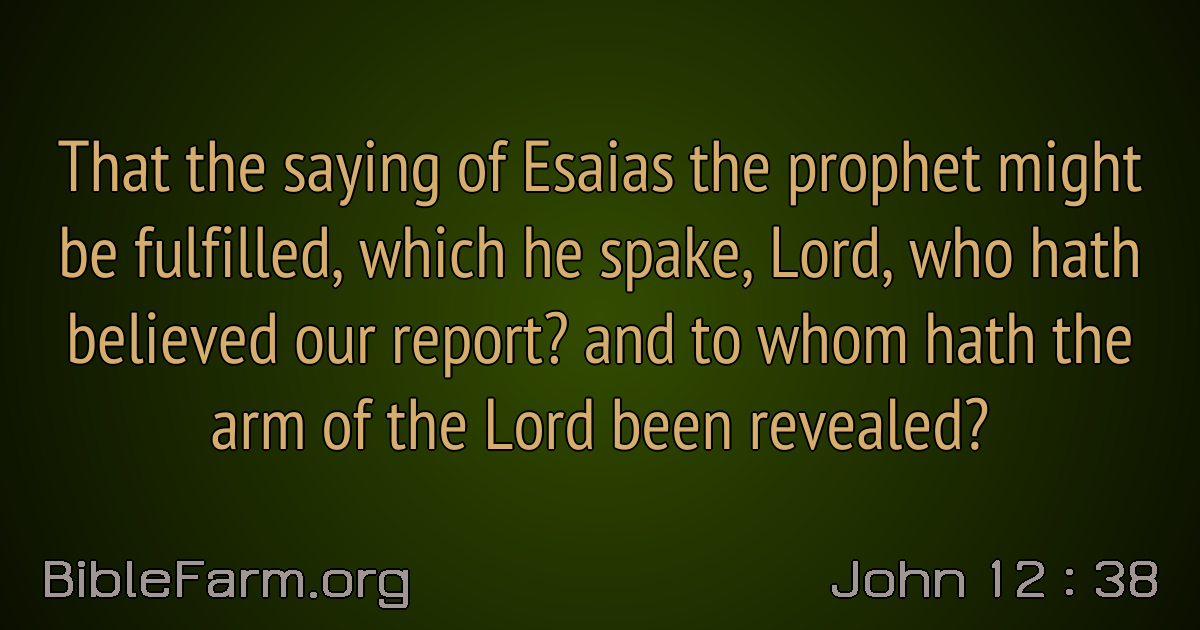 That the saying of Esaias the prophet might
be fulfilled, which he spake, Lord, who hath
believed our report? and to whom hath the
arm of the Lord been revealed?
BibleFarm.org
John 12 : 38